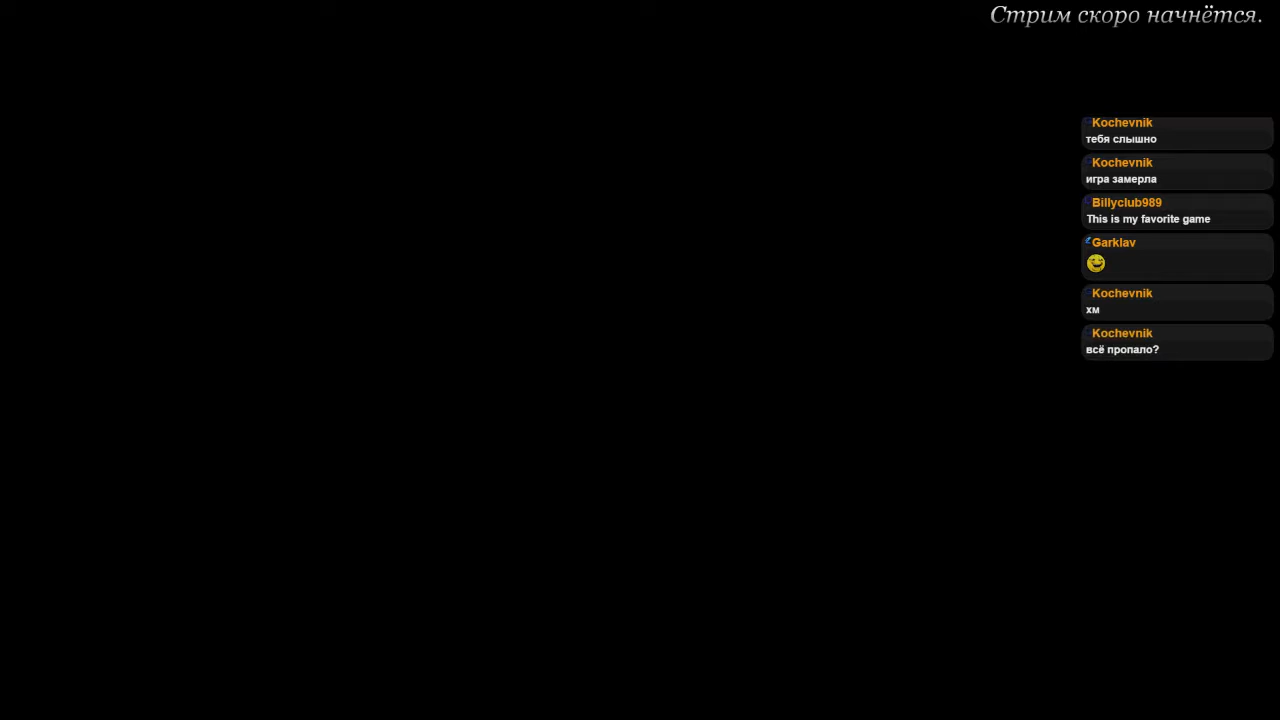 Стрим скоро начнётся.
Kochevnik
тебя слышно
Kochevnik
игра замерла
Billyclub989
This is my favorite game
Garklav
Kochevnik
хм
Kochevnik
всё пропало?